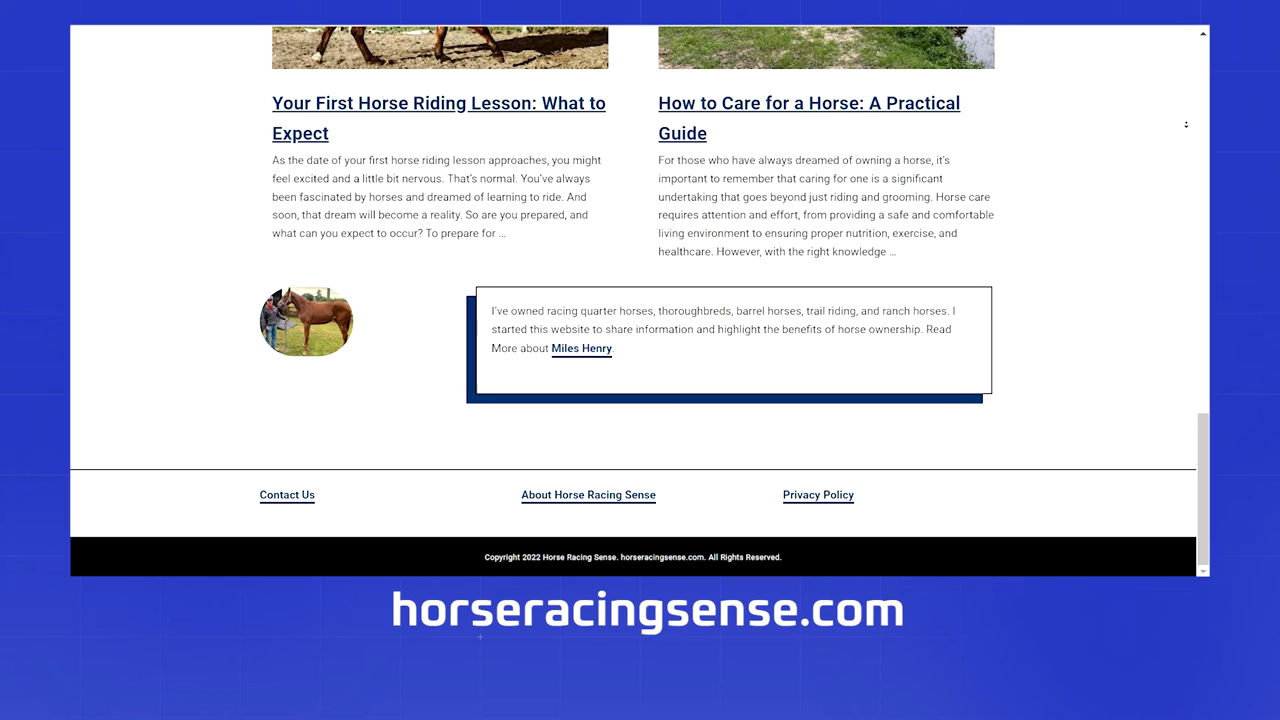 Your First Horse Riding Lesson: What to
Expect
As the date of your first horse riding lesson approaches, you might
feel excited and a little bit nervous. That's normal. You've always
been fascinated by horses and dreamed of learning to ride. And
soon, that dream will become a reality. So are you prepared, and
what can you expect to occur? To prepare for ...
How to Care for a Horse: A Practical
Guide
For those who have always dreamed of owning a horse, it's
important to remember that caring for one is a significant
undertaking that goes beyond just riding and grooming. Horse care
requires attention and effort, from providing a safe and comfortable
living environment to ensuring proper nutrition, exercise, and
healthcare. However, with the right knowledge ...
I've owned racing quarter horses, thoroughbreds, barrel horses, trail riding, and ranch horses. I
started this website to share information and highlight the benefits of horse ownership. Read
More about Miles Henry.
Contact Us
About Horse Racing Sense
Privacy Policy
Copyright 2022 Horse Racing Sense. horseracingsense.com. All Rights Reserved.
horseracingsense.com